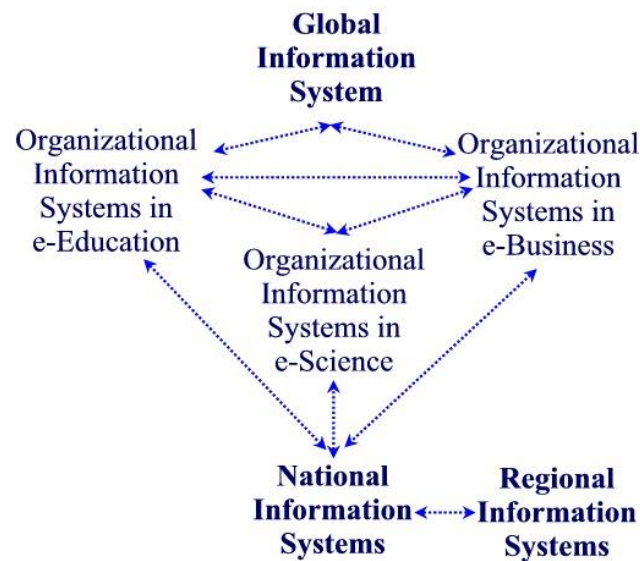 Global
Information
System
Organizational
Information
Systems in
e-Education
Organizational
Information
Systems in
e-Business
Organizational
Information
Systems in
e-Science
National
Information
Systems
Regional
Information
Systems